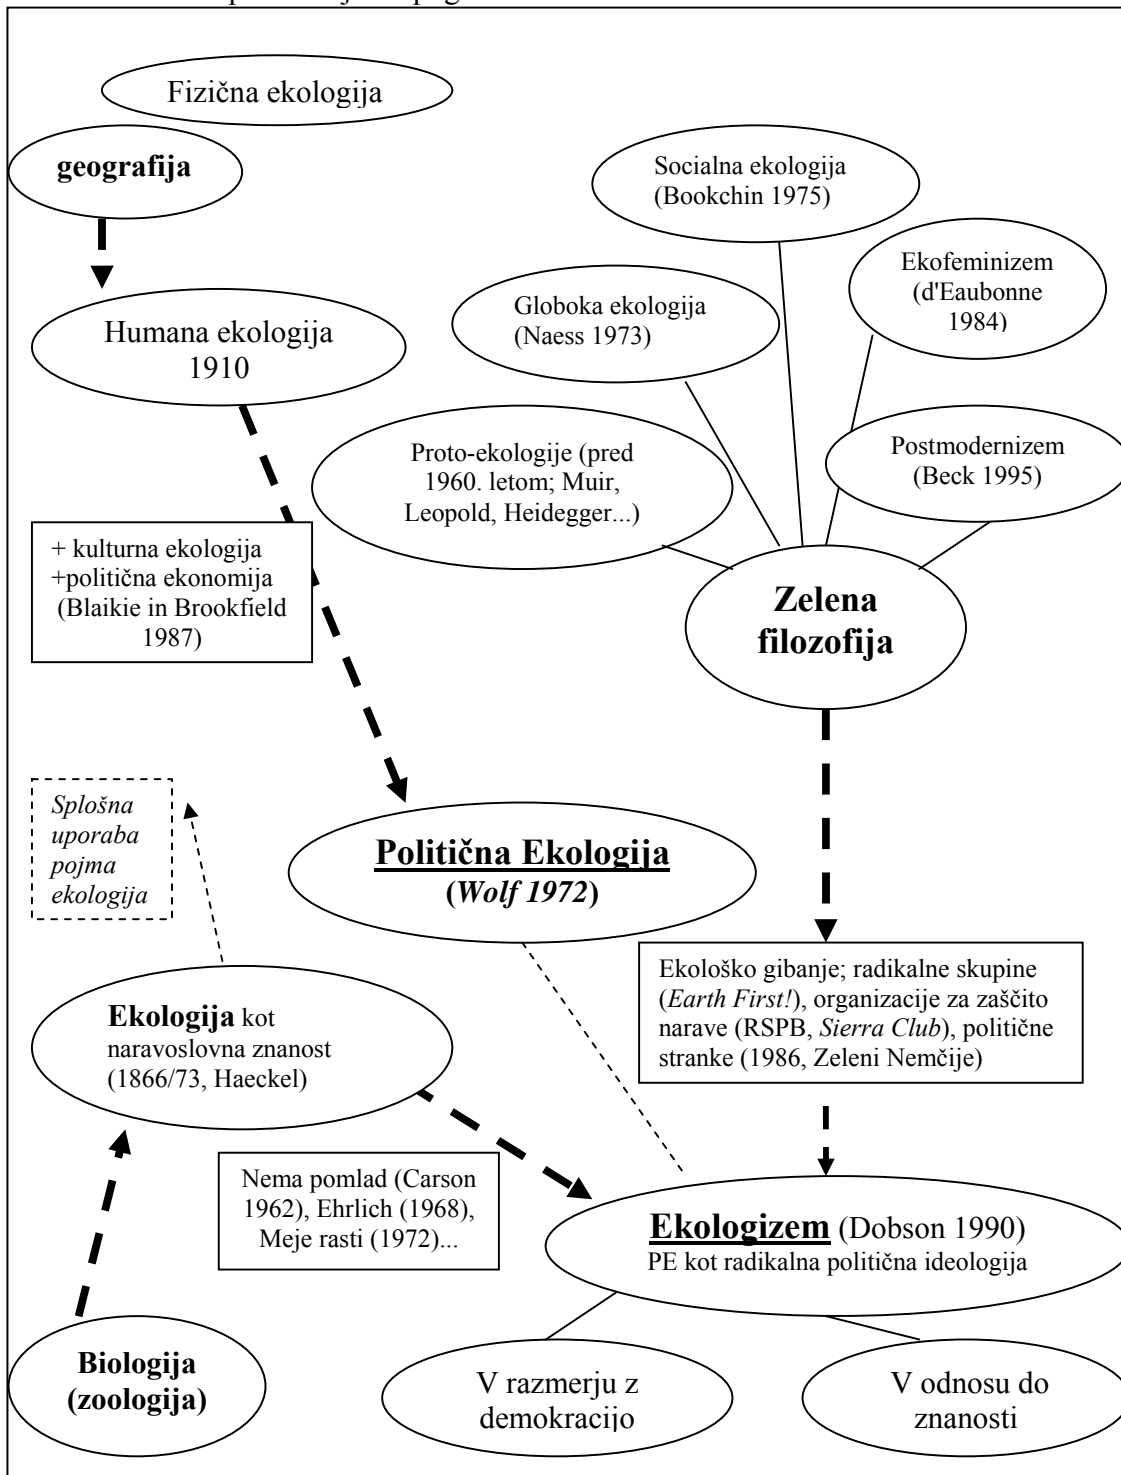 Fizična ekologija
geografija
Socialna ekologija
(Bookchin 1975)
Ekofeminizem
(d'Eaubonne
1984)
Globoka ekologija
(Naess 1973)
Humana ekologija
1910
Proto-ekologije (pred
1960. letom; Muir,
Leopold, Heidegger...)
Postmodernizem
(Beck 1995)
+ kulturna ekologija
+politična ekonomija
(Blaikie in Brookfield
1987)
Zelena
filozofija
Splošna
uporaba
pojma
ekologija
Politična Ekologija
(Wolf 1972)
Ekološko gibanje; radikalne skupine
(Earth First!), organizacije za zaščito
narave (RSPB, Sierra Club), politične
stranke (1986, Zeleni Nemčije)
Ekologija kot
naravoslovna znanost
(1866/73, Haeckel)
Nema pomlad (Carson
1962), Ehrlich (1968),
Meje rasti (1972)...
Ekologizem (Dobson 1990)
PE kot radikalna politična ideologija
Biologija
(zoologija)
V razmerju z
demokracijo
V odnosu do
znanosti